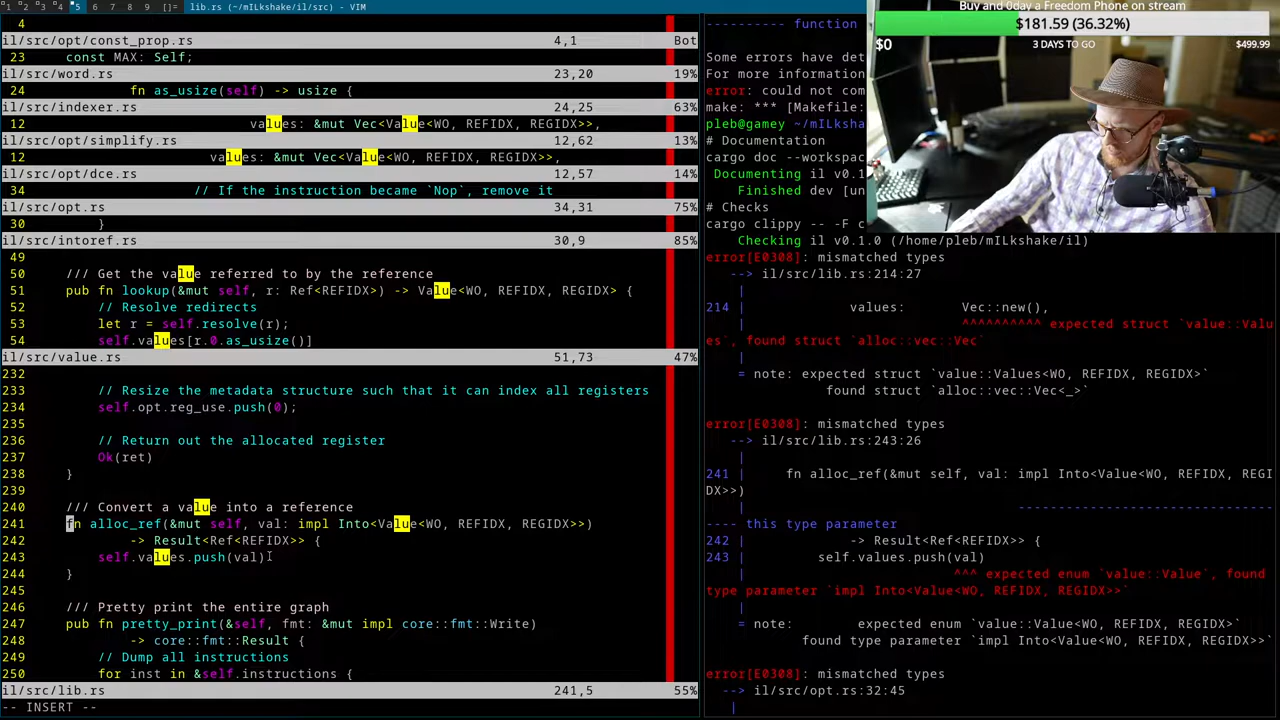 1 2 3 4 5 6 7 8 9 []= lib.rs (~/mILkshake/il/src) - VIM
4
il/src/opt/const_prop.rs 4,1 Bot
23 const MAX: Self;
il/src/word.rs 23,20 19%
24 fn as_usize(self) -> usize {
il/src/indexer.rs 24,25 63%
12 values: &mut Vec<Value<WO, REFIDX, REGIDX>>,
il/src/opt/simplify.rs 12,62 13%
12 values: &mut Vec<Value<WO, REFIDX, REGIDX>>,
il/src/opt/dce.rs 12,57 14%
34 // If the instruction became `Nop`, remove it
il/src/opt.rs 34,31 75%
30 }
il/src/intoref.rs 30,9 85%
49
50 /// Get the value referred to by the reference
51 pub fn lookup(&mut self, r: Ref<REFIDX>) -> Value<WO, REFIDX, REGIDX> {
52 // Resolve redirects
53 let r = self.resolve(r);
54 self.values[r.0.as_usize()]
il/src/value.rs 51,73 47%
232
233 // Resize the metadata structure such that it can index all registers
234 self.opt.reg_use.push(0);
235
236 // Return out the allocated register
237 Ok(ret)
238 }
239
240 /// Convert a value into a reference
241 fn alloc_ref(&mut self, val: impl Into<Value<WO, REFIDX, REGIDX>>)
242 -> Result<Ref<REFIDX>> {
243 self.values.push(val)
244 }
245
246 /// Pretty print the entire graph
247 pub fn pretty_print(&self, fmt: &mut impl core::fmt::Write)
248 -> core::fmt::Result {
249 // Dump all instructions
250 for inst in &self.instructions {
il/src/lib.rs 241,5 55%
-- INSERT --
---------- function
Some errors have det
For more information
error: could not com
make: *** [Makefile:
pleb@gamey ~/mILksha
# Documentation
cargo doc --workspac
Documenting il v0.1
Finished dev [un
# Checks
cargo clippy -- -F c
Checking il v0.1.0 (/home/pleb/mILkshake/il)
error[E0308]: mismatched types
--> il/src/lib.rs:214:27
|
214 | values: Vec::new(),
| ^^^^^^^^^^ expected struct `value::Valu
es`, found struct `alloc::vec::Vec`
|
= note: expected struct `value::Values<WO, REFIDX, REGIDX>`
found struct `alloc::vec::Vec<_>`
error[E0308]: mismatched types
--> il/src/lib.rs:243:26
|
241 | fn alloc_ref(&mut self, val: impl Into<Value<WO, REFIDX, REGI
DX>>)
| ------------------------------
---- this type parameter
242 | -> Result<Ref<REFIDX>> {
243 | self.values.push(val)
| ^^^ expected enum `value::Value`, found
type parameter `impl Into<Value<WO, REFIDX, REGIDX>>`
|
= note: expected enum `value::Value<WO, REFIDX, REGIDX>`
found type parameter `impl Into<Value<WO, REFIDX, REGIDX>>`
error[E0308]: mismatched types
--> il/src/opt.rs:32:45
|
Buy and 0day a Freedom Phone on stream
$181.59 (36.32%)
$0 3 DAYS TO GO $499.99